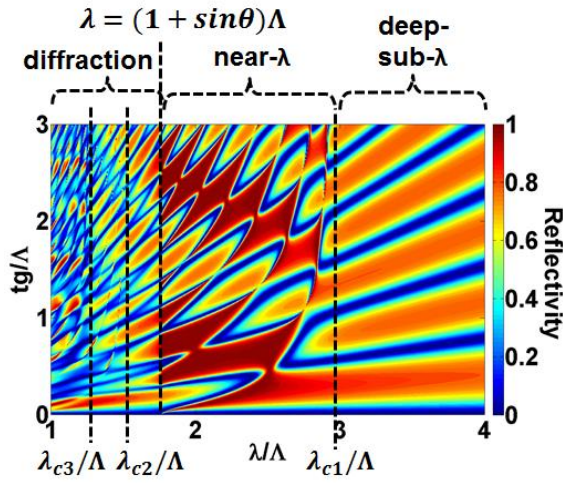 λ = (1 + sinθ)Λ
diffraction
near-λ
deep-
sub-λ
3
2
1
0
tg/Λ
1
2
3
4
λ/Λ
λc3/Λ
λc2/Λ
λc1/Λ
1
0.8
0.6
0.4
0.2
0
Reflectivity